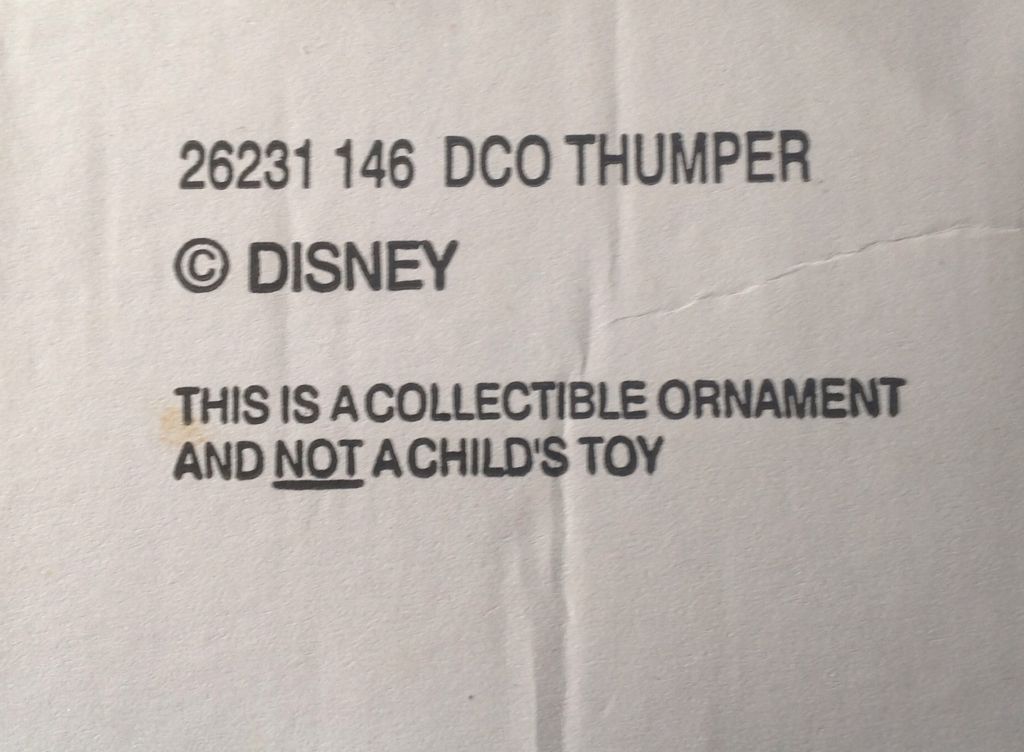 26231 146 DCO THUMPER
© DISNEY
THIS IS A COLLECTIBLE ORNAMENT
AND NOT A CHILD'S TOY